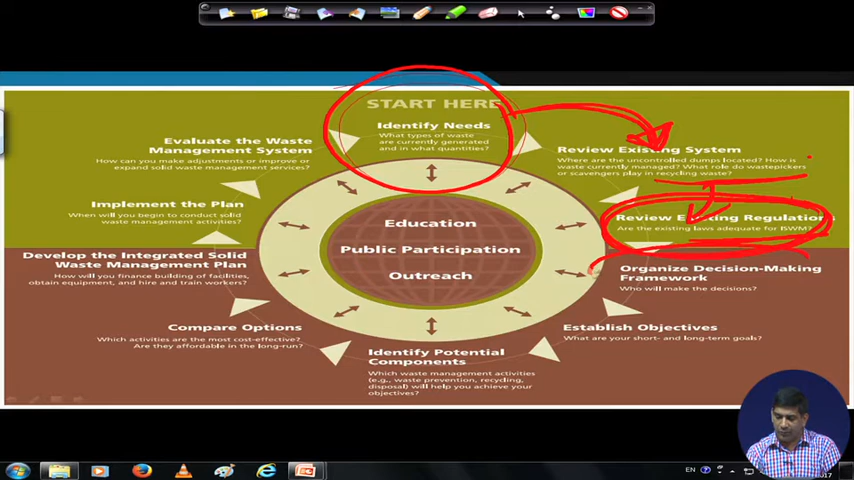 START HERE
Identify Needs
What types of waste
are currently generated
and in what quantities?
Review Existing System
Where are the uncontrolled dumps located? How is
waste currently managed? What role do wastepickers
or scavengers play in recycling waste?
Review Existing Regulations
Are the existing laws adequate for ISWM?
Organize Decision-Making
Framework
Who will make the decisions?
Establish Objectives
What are your short- and long-term goals?
Identify Potential
Components
Which waste management activities
(e.g., waste prevention, recycling,
disposal) will help you achieve your
objectives?
Compare Options
Which activities are the most cost-effective?
Are they affordable in the long-run?
Develop the Integrated Solid
Waste Management Plan
How will you finance building of facilities,
obtain equipment, and hire and train workers?
Implement the Plan
When will you begin to conduct solid
waste management activities?
Evaluate the Waste
Management System
How can you make adjustments or improve or
expand solid waste management services?
Education
Public Participation
Outreach
EN